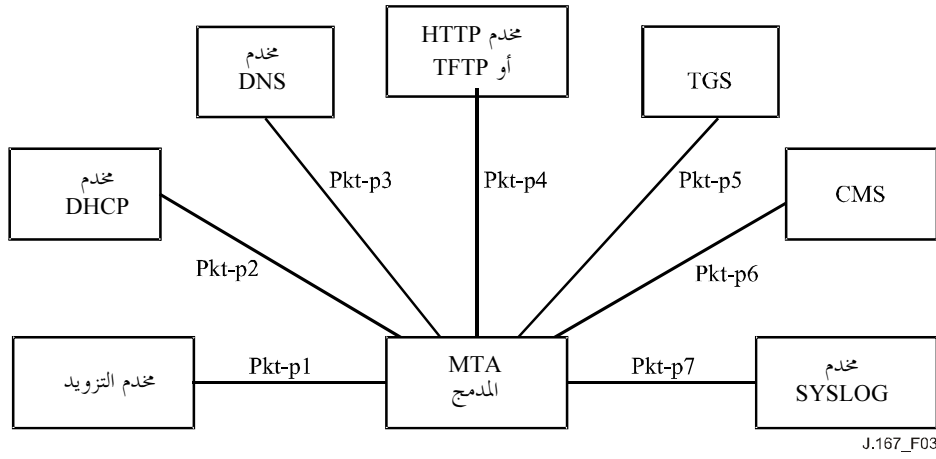 مخدم HTTP
أو TFTP
مخدم
DNS
TGS
مخدم
DHCP
CMS
Pkt-p3
Pkt-p4
Pkt-p5
Pkt-p2
Pkt-p6
مخدم التزويد
Pkt-p1
MTA
المدمج
Pkt-p7
مخدم
SYSLOG
J.167_F03